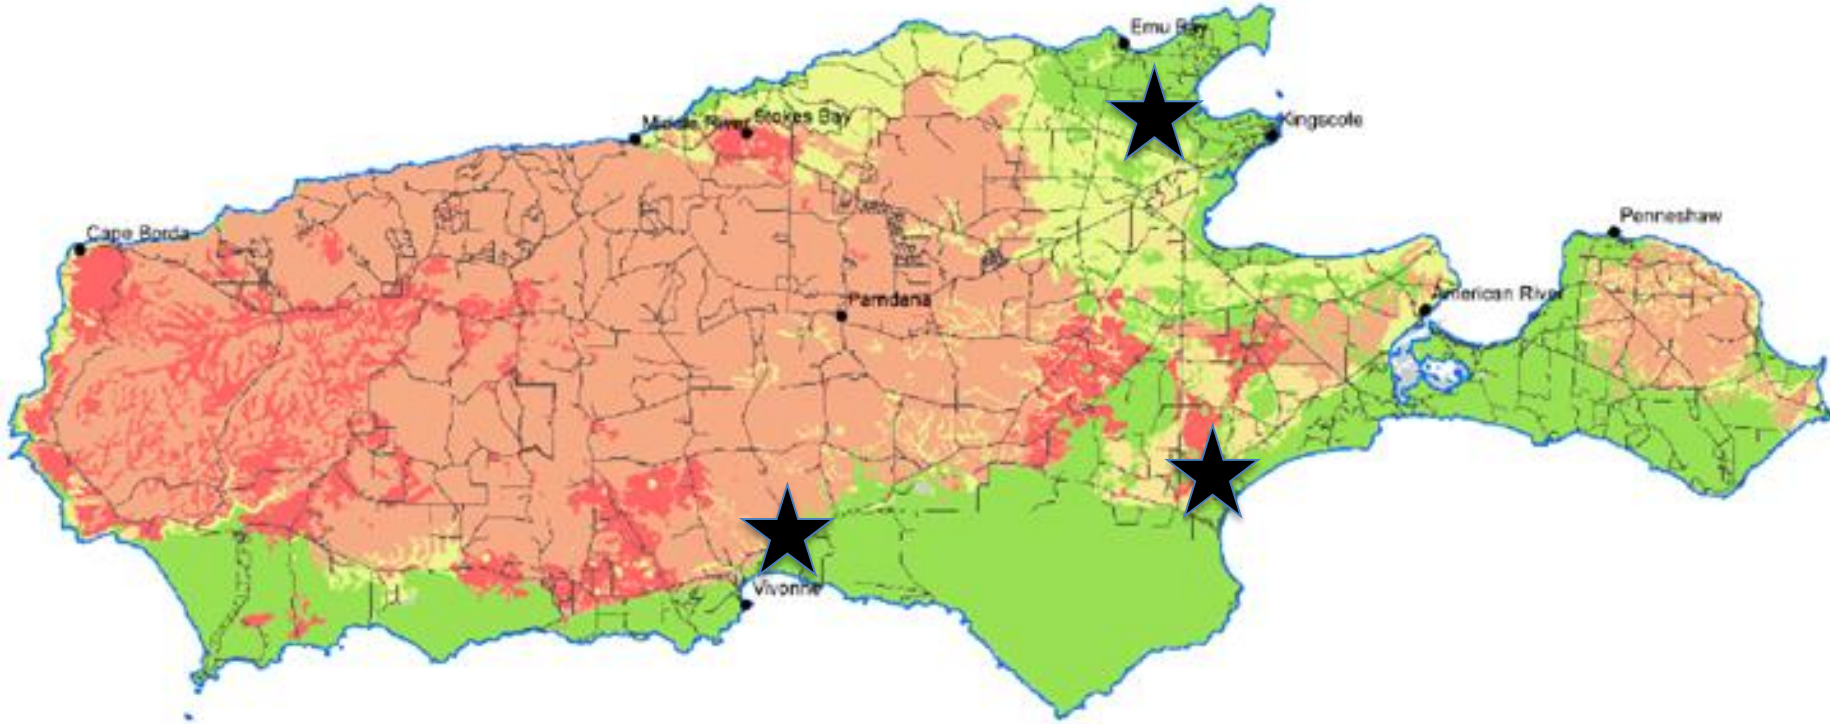 Emu Bay
Middle River
Stokes Bay
Kingscote
Penneshaw
Cape Borda
Parndana
American River
Vivonne